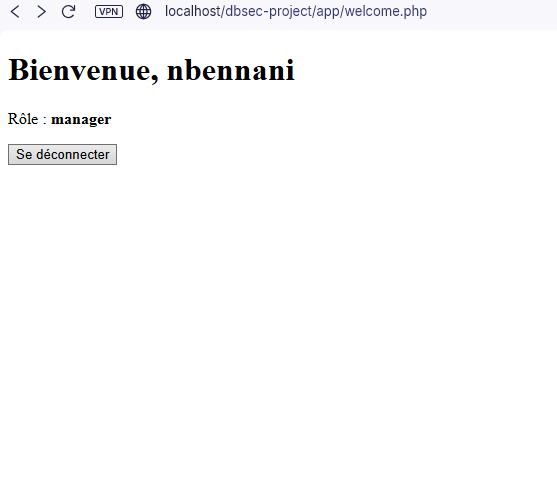 VPN localhost/dbsec-project/app/welcome.php
Bienvenue, nbennani
Rôle : manager
Se déconnecter